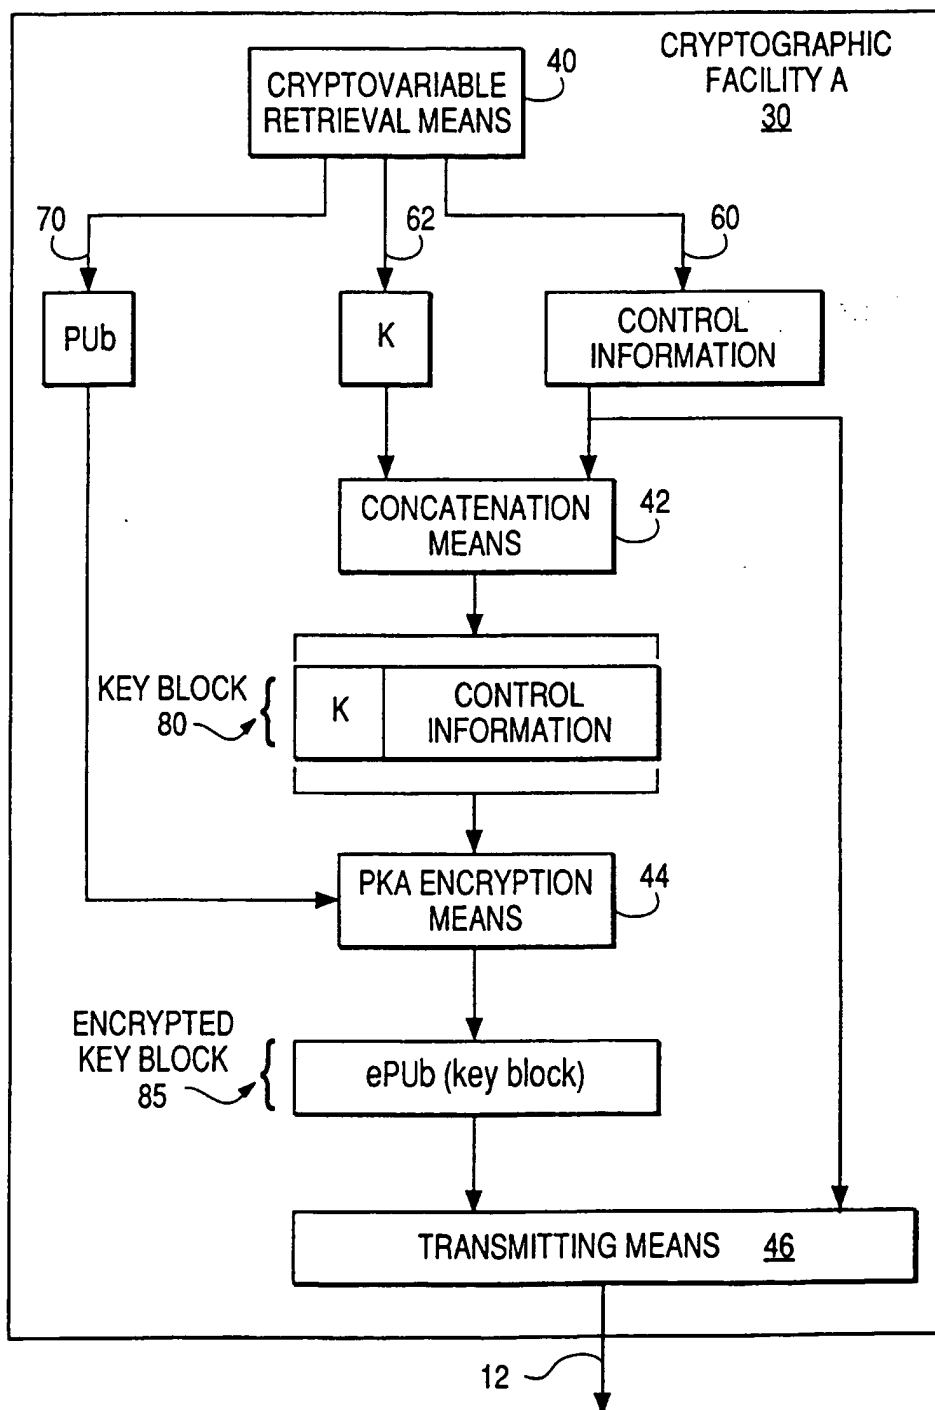 CRYPTOGRAPHIC
FACILITY A
30
CRYPTOVARIABLE
RETRIEVAL MEANS
40
70
62
60
PUb
K
CONTROL
INFORMATION
CONCATENATION
MEANS
42
KEY BLOCK
80
K
CONTROL
INFORMATION
PKA ENCRYPTION
MEANS
44
ENCRYPTED
KEY BLOCK
85
ePUb (key block)
TRANSMITTING MEANS 46
12